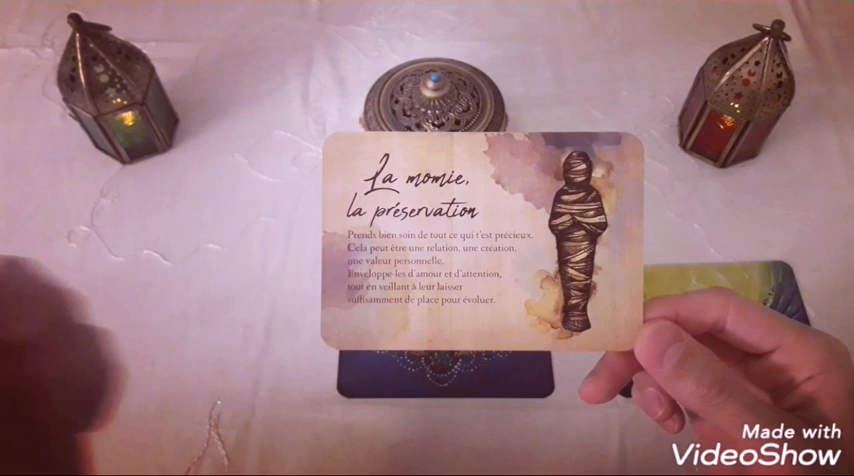 La momie,
la préservation
Prends bien soin de tout ce qui t'est précieux.
Cela peut être une relation, une création,
une valeur personnelle.
Enveloppe-les d'amour et d'attention,
tout en veillant à leur laisser
suffisamment de place pour évoluer.
Made with
VideoShow